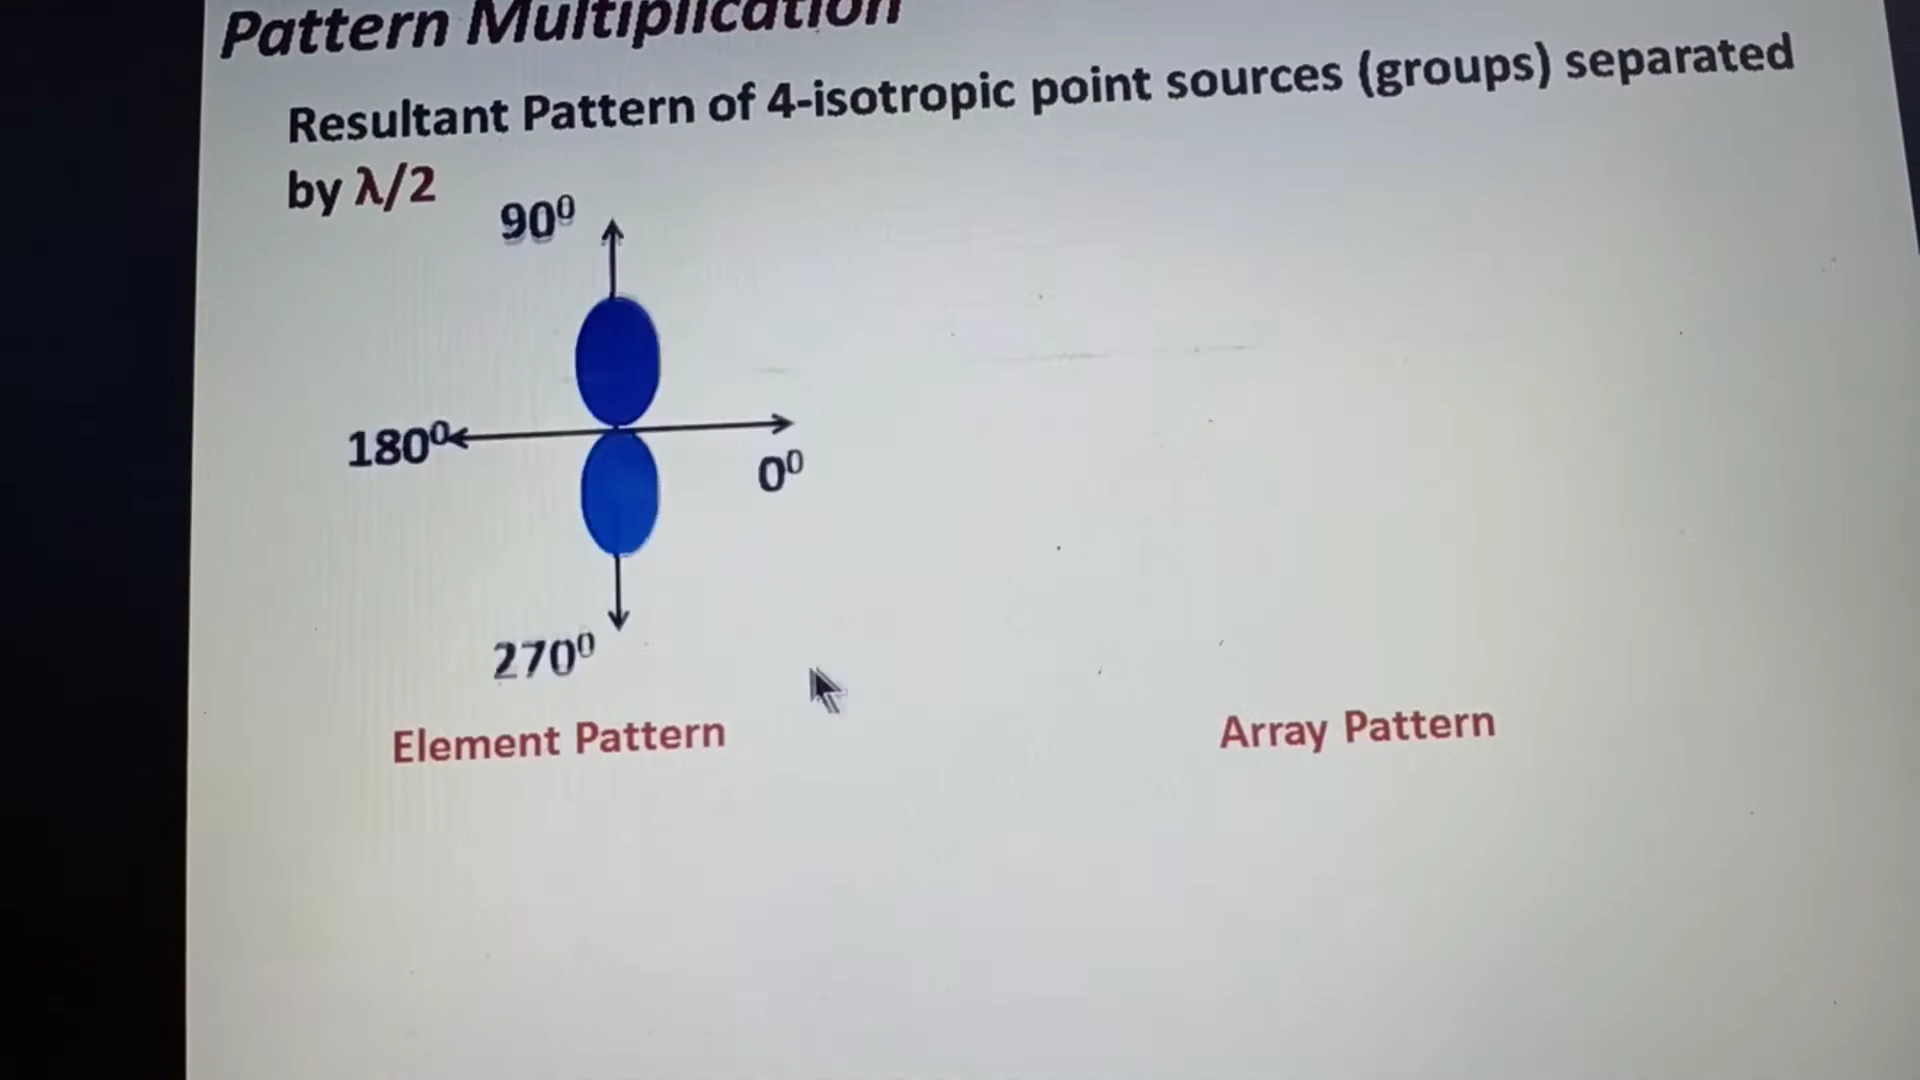 Pattern Multiplication
Resultant Pattern of 4-isotropic point sources (groups) separated
by λ/2
90⁰
180⁰
0⁰
270⁰
Element Pattern
Array Pattern